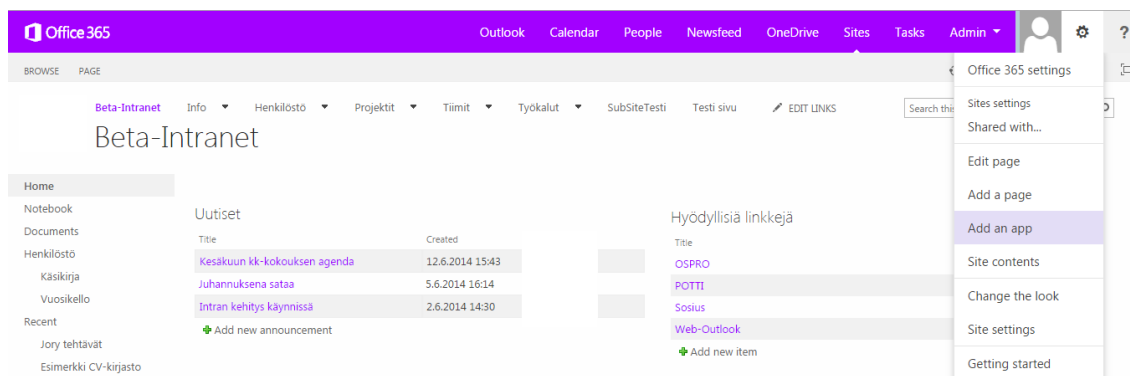 Office 365 Outlook Calendar People Newsfeed OneDrive Sites Tasks Admin ?
BROWSE PAGE
Beta-Intranet Info Henkilöstö Projektit Tiimit Työkalut SubSiteTesti Testi sivu EDIT LINKS Search this
Beta-Intranet
Home
Notebook
Documents
Henkilöstö
Käsikirja
Vuosikello
Recent
Jory tehtävät
Esimerkki CV-kirjasto
Uutiset
Title Created
Kesäkuun kk-kokouksen agenda 12.6.2014 15:43
Juhannuksena sataa 5.6.2014 16:14
Intran kehitys käynnissä 2.6.2014 14:30
Add new announcement
Hyödyllisiä linkkejä
Title
OSPRO
POTTI
Sosius
Web-Outlook
Add new item
Office 365 settings
Sites settings
Shared with...
Edit page
Add a page
Add an app
Site contents
Change the look
Site settings
Getting started